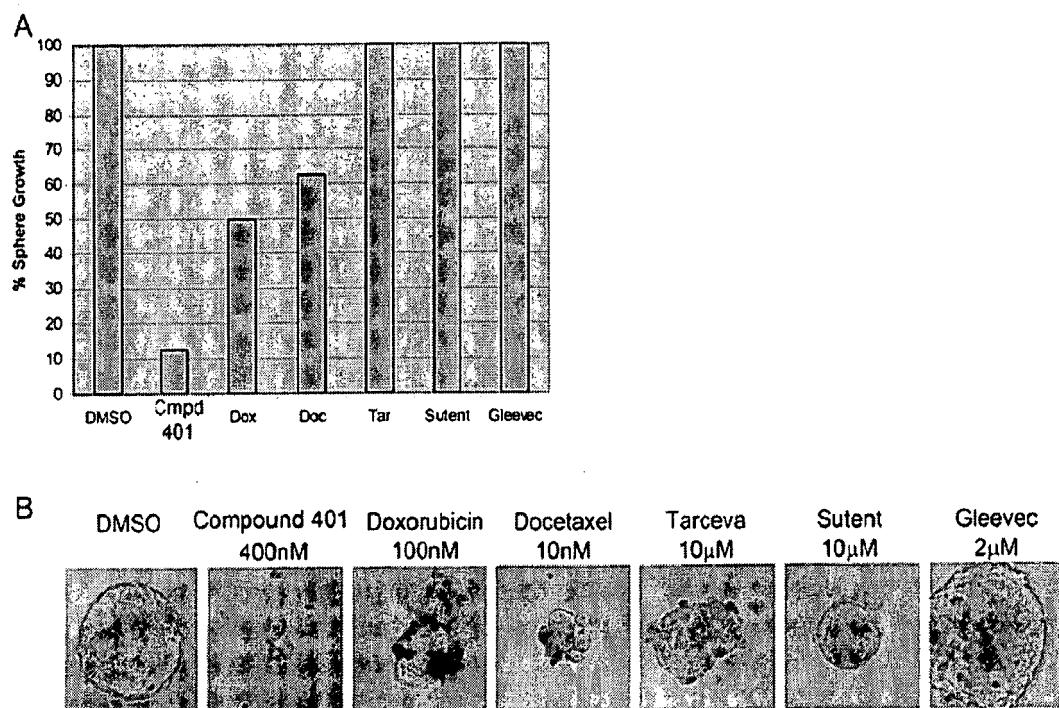 A
100
90
80
70
60
50
40
30
20
10
0
% Sphere Growth
DMSO Cmpd 401 Dox Doc Tar Sutent Gleevec
B
DMSO Compound 401 Doxorubicin Docetaxel Tarceva Sutent Gleevec
400nM 100nM 10nM 10µM 10µM 2µM